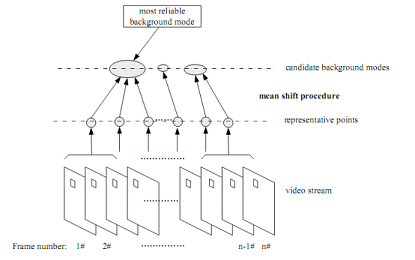 most reliable
background mode
candidate background modes
mean shift procedure
representative points
video stream
Frame number: 1# 2# n-1# n#